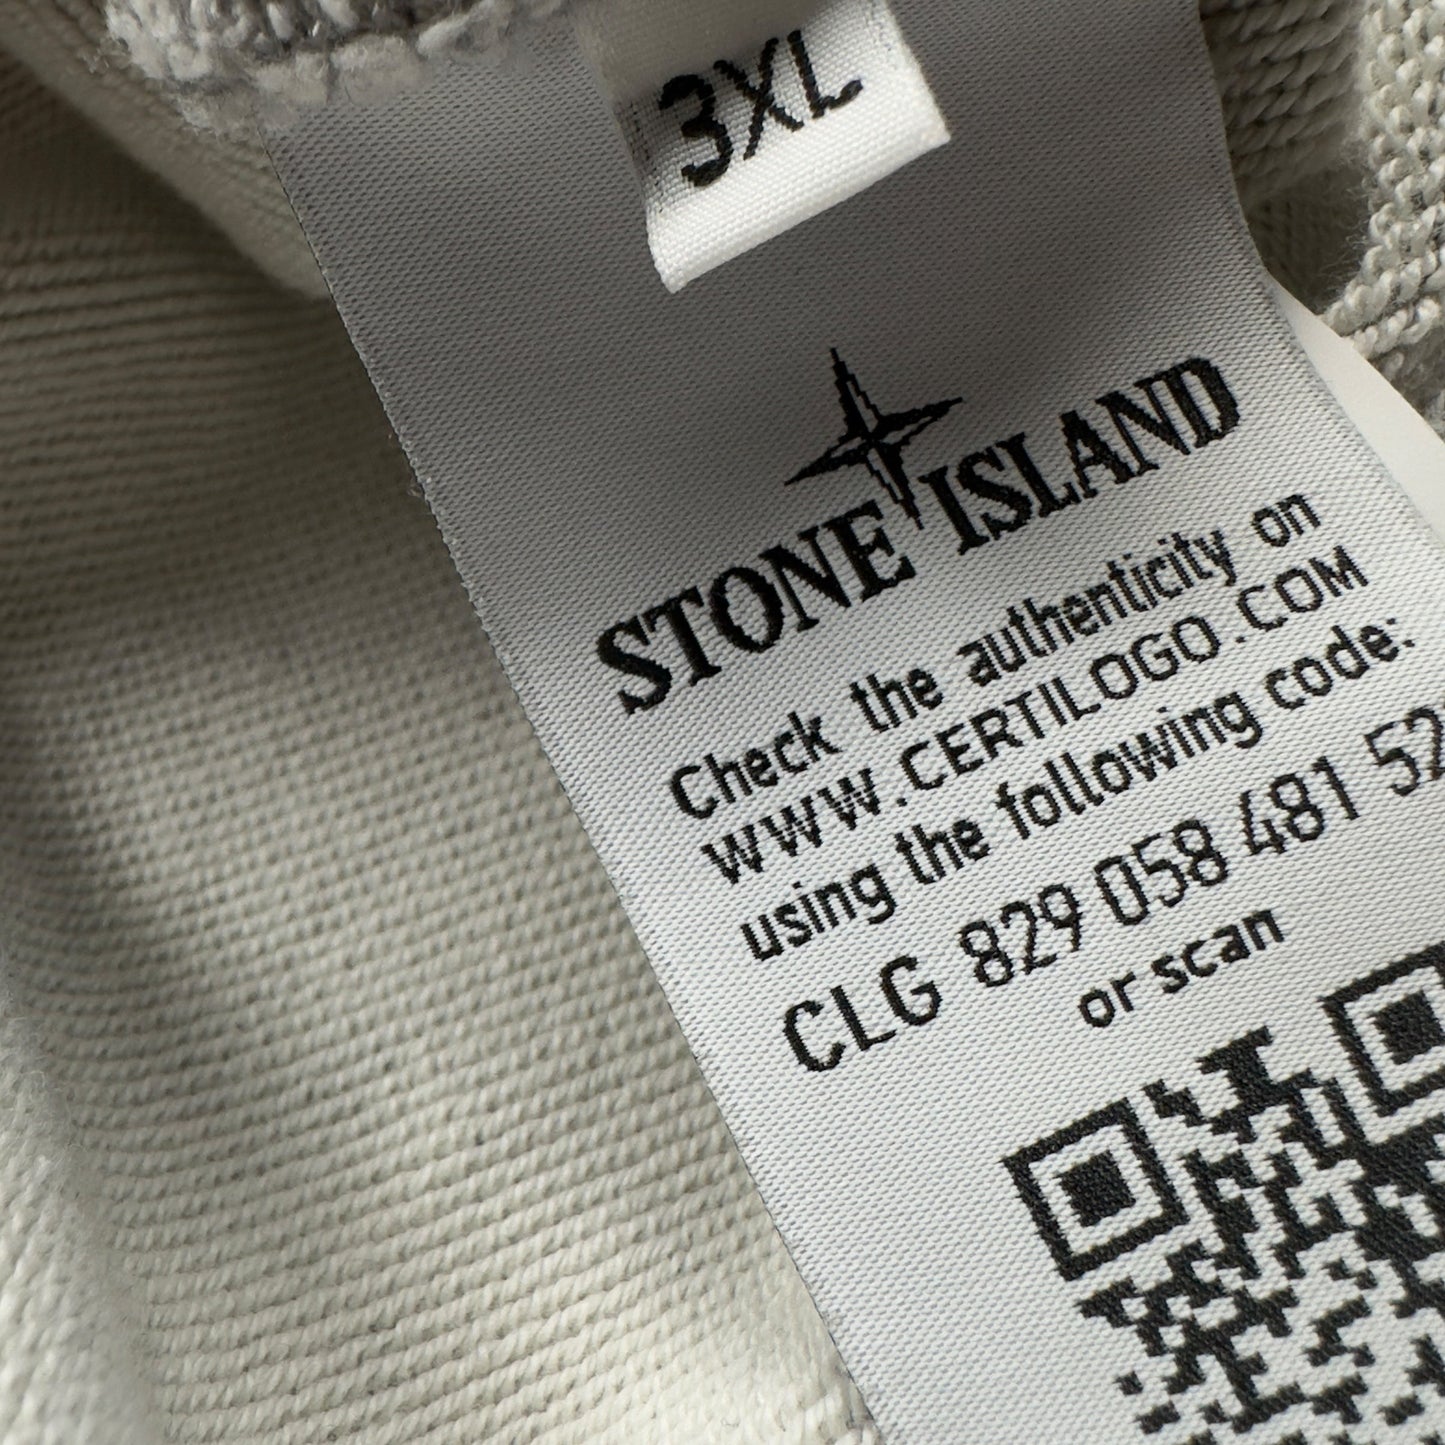 3XL
STONE ISLAND
Check the authenticity on
WWW.CERTILOGO.COM
using the following code:
CLG 829 058 481 52
or scan